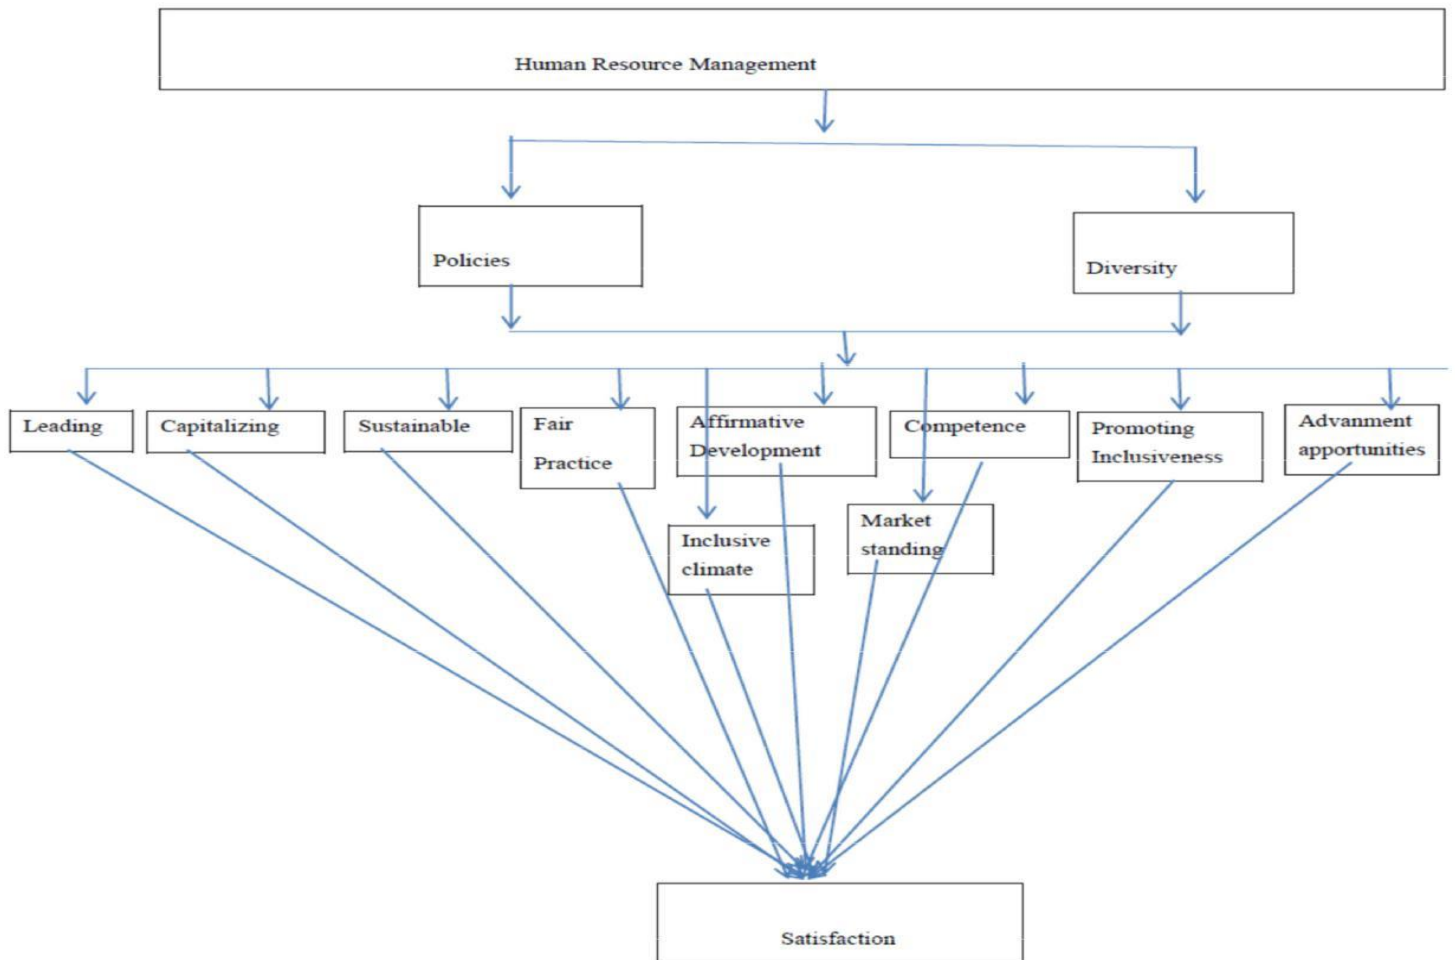 Human Resource Management
Policies
Diversity
Leading
Capitalizing
Sustainable
Fair
Practice
Affirmative
Development
Competence
Promoting
Inclusiveness
Advanment
apportunities
Inclusive
climate
Market
standing
Satisfaction